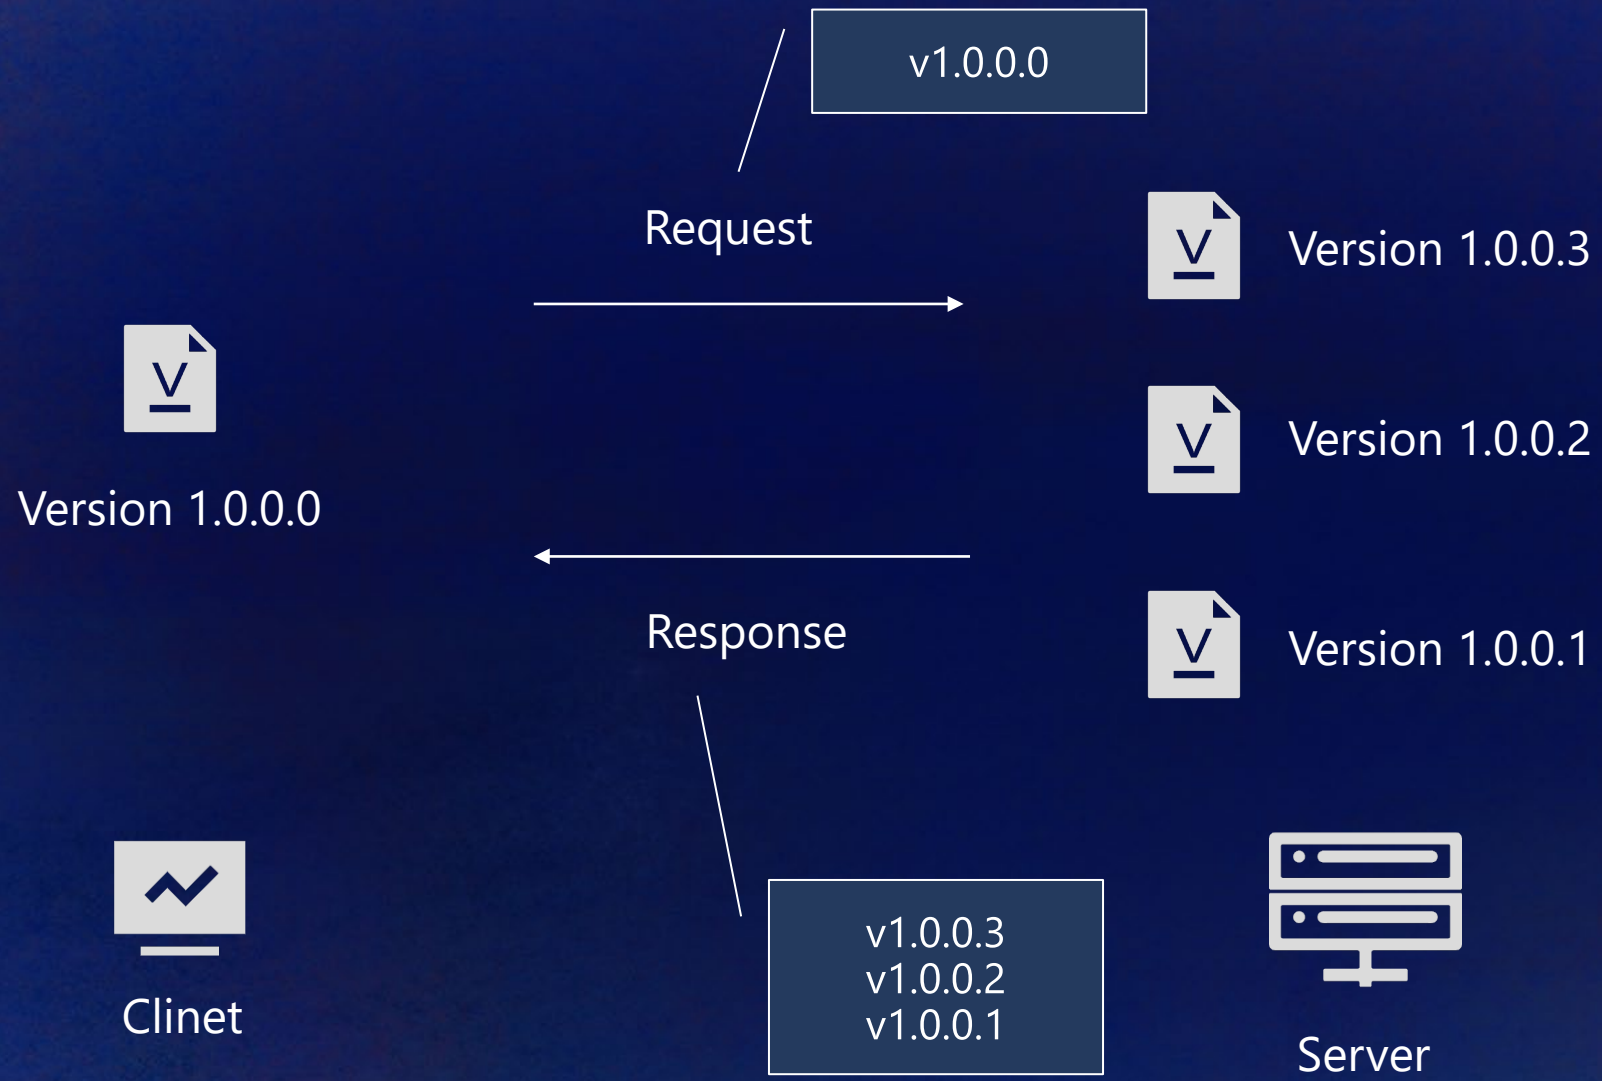 v1.0.0.0
Request
V
Version 1.0.0.3
V
Version 1.0.0.0
V
Version 1.0.0.2
Response
V
Version 1.0.0.1
v1.0.0.3
v1.0.0.2
v1.0.0.1
Clinet
Server